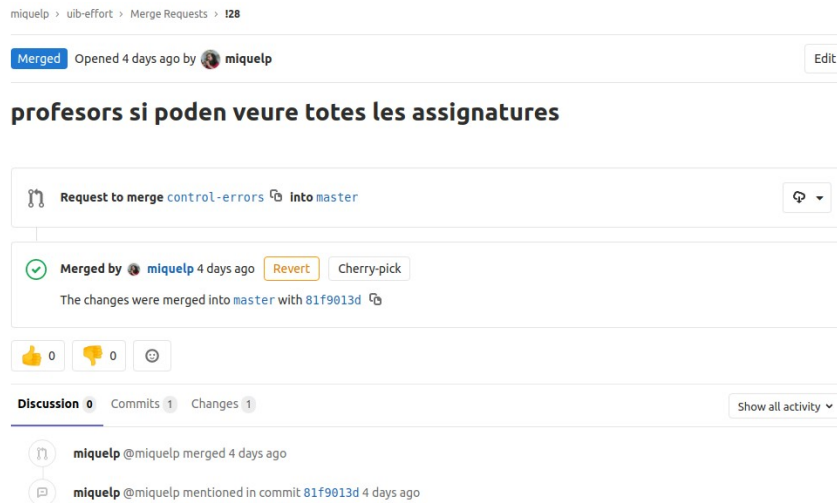 miquelp › uib-effort › Merge Requests › !28
Merged Opened 4 days ago by miquelp Edit
profesors si poden veure totes les assignatures
Request to merge control-errors into master
Merged by miquelp 4 days ago Revert Cherry-pick
The changes were merged into master with 81f9013d
0 0
Discussion 0 Commits 1 Changes 1 Show all activity
miquelp @miquelp merged 4 days ago
miquelp @miquelp mentioned in commit 81f9013d 4 days ago